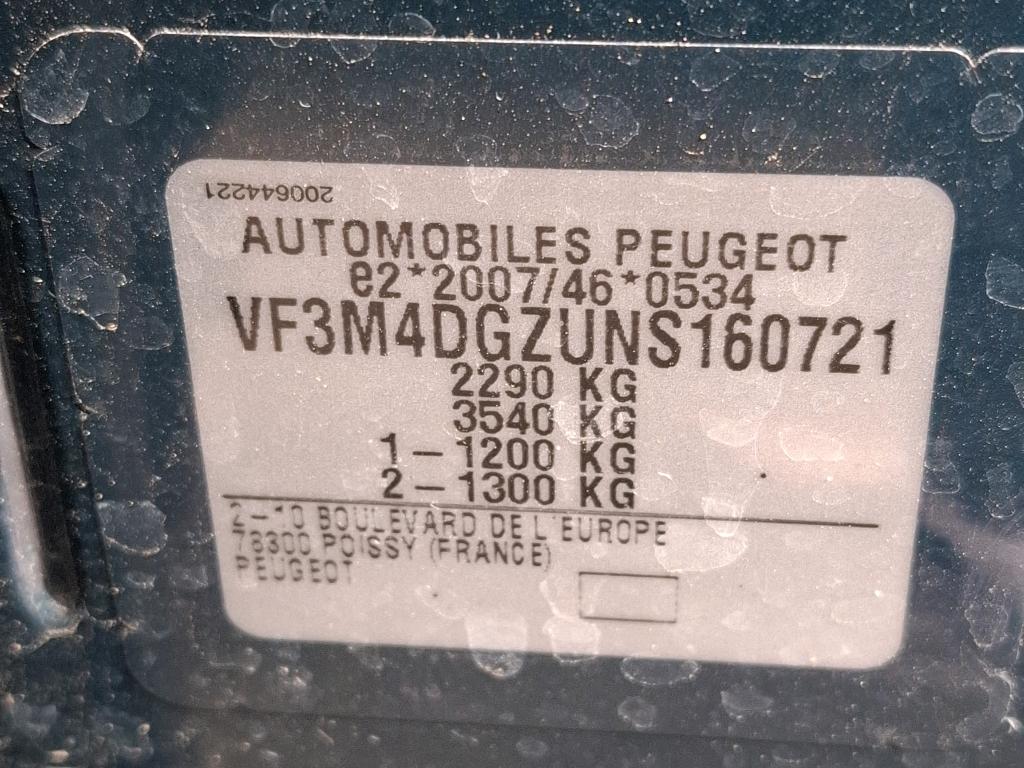 200644221
AUTOMOBILES PEUGEOT
e2*2007/46*0534
VF3M4DGZUNS160721
2290 KG
3540 KG
1 – 1200 KG
2 – 1300 KG
2–10 BOULEVARD DE L'EUROPE
78300 POISSY (FRANCE)
PEUGEOT